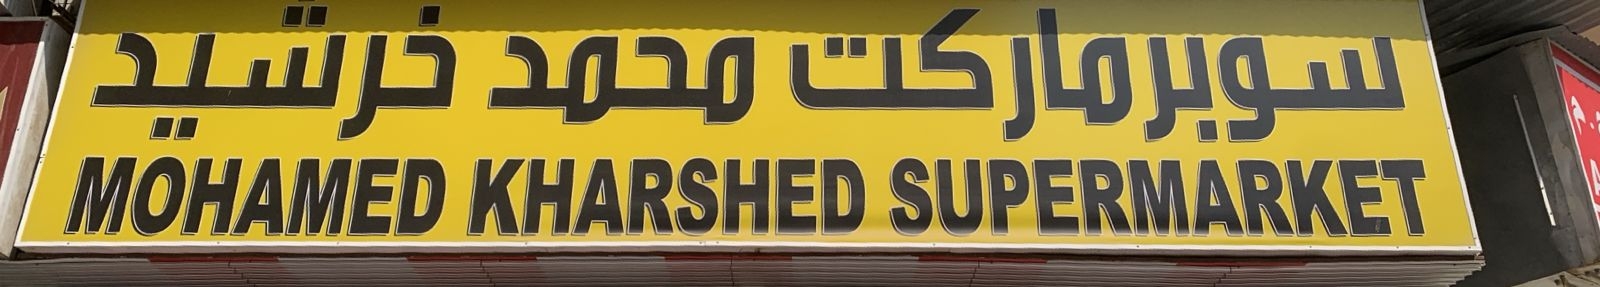 سوبرماركت محمد خرشيد
MOHAMED KHARSHED SUPERMARKET